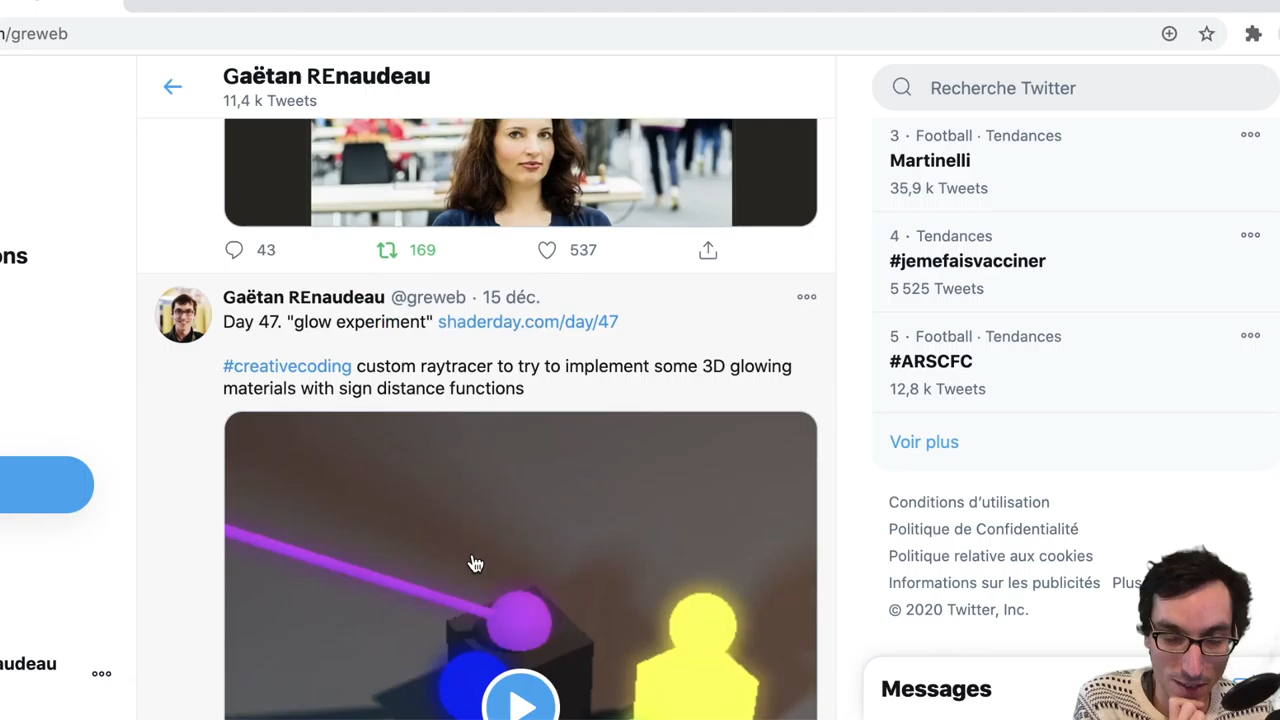 /greweb
Gaëtan REnaudeau
11,4 k Tweets
Recherche Twitter
3 · Football · Tendances
Martinelli
35,9 k Tweets
4 · Tendances
#jemefaisvacciner
5 525 Tweets
5 · Football · Tendances
#ARSCFC
12,8 k Tweets
Voir plus
Conditions d'utilisation
Politique de Confidentialité
Politique relative aux cookies
Informations sur les publicités Plus
© 2020 Twitter, Inc.
Messages
43 169 537
Gaëtan REnaudeau @greweb · 15 déc.
Day 47. "glow experiment" shaderday.com/day/47
#creativecoding custom raytracer to try to implement some 3D glowing
materials with sign distance functions
ons
audeau